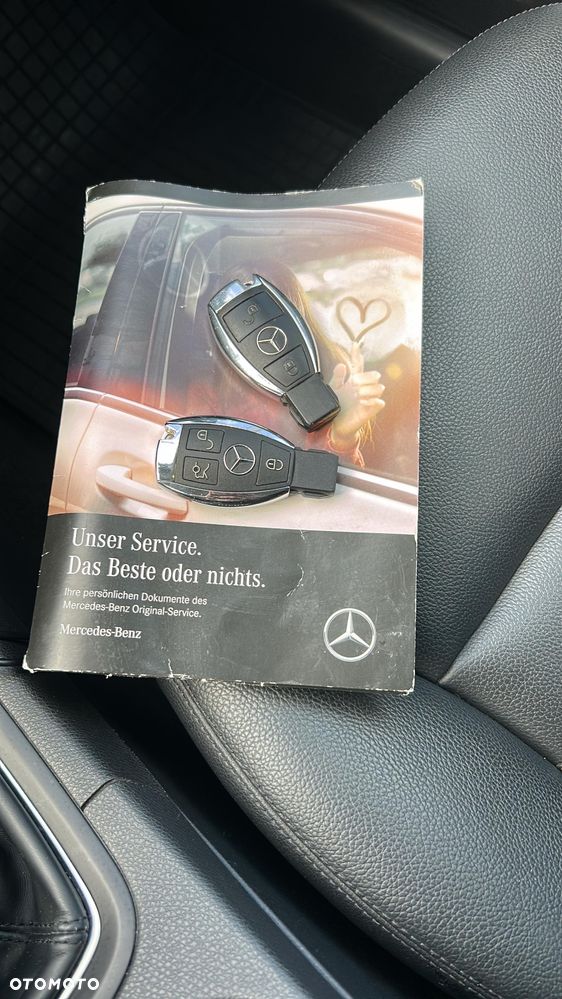 Unser Service.
Das Beste oder nichts.
Ihre persönlichen Dokumente des
Mercedes-Benz Original-Service.
Mercedes-Benz
OTOMOTO